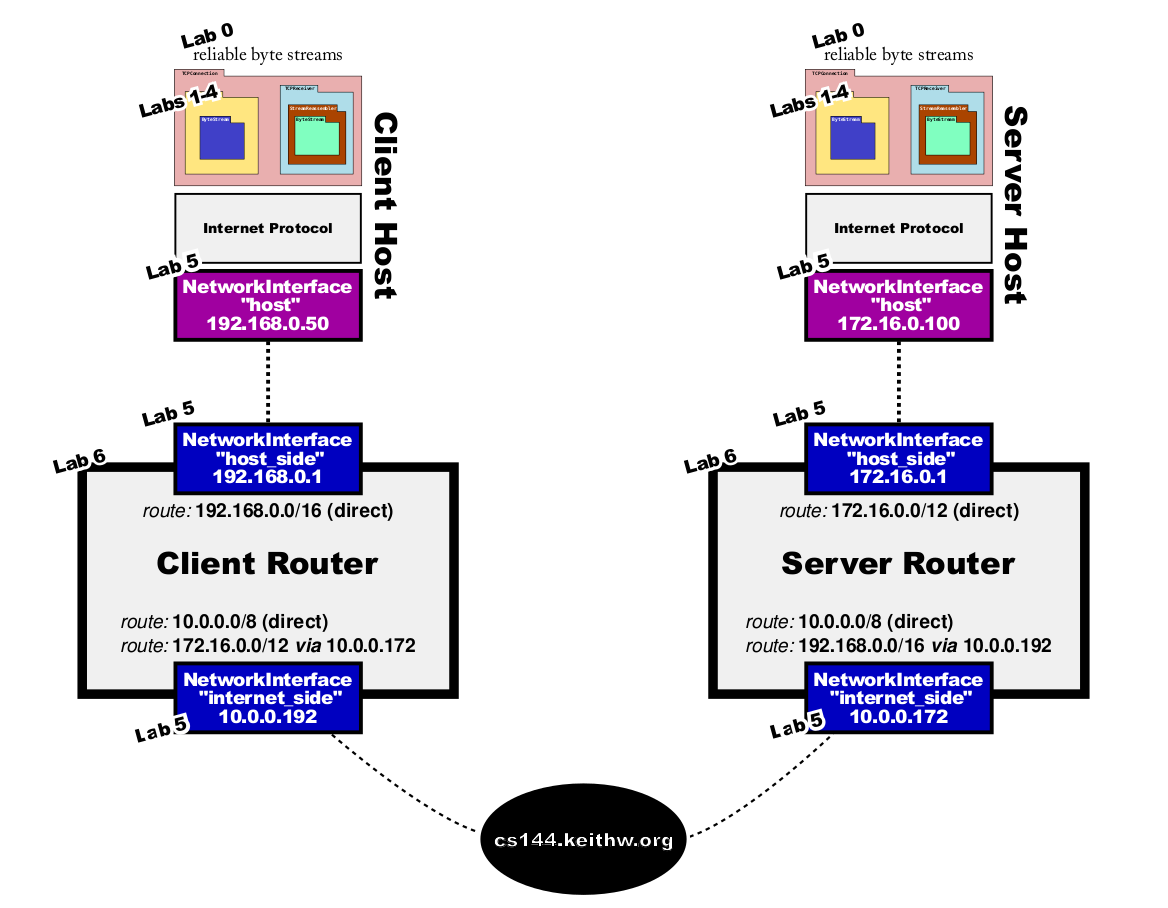 Lab 0
reliable byte streams
TCPConnection
Labs 1-4
ByteStream
TCPReceiver
StreamReassembler
ByteStream
Client Host
Internet Protocol
Lab 5
NetworkInterface
"host"
192.168.0.50
Lab 5
NetworkInterface
"host_side"
192.168.0.1
Lab 6
route: 192.168.0.0/16 (direct)
Client Router
route: 10.0.0.0/8 (direct)
route: 172.16.0.0/12 via 10.0.0.172
NetworkInterface
"internet_side"
10.0.0.192
Lab 5
Lab 0
reliable byte streams
TCPConnection
Labs 1-4
ByteStream
TCPReceiver
StreamReassembler
ByteStream
Server Host
Internet Protocol
Lab 5
NetworkInterface
"host"
172.16.0.100
Lab 5
NetworkInterface
"host_side"
172.16.0.1
Lab 6
route: 172.16.0.0/12 (direct)
Server Router
route: 10.0.0.0/8 (direct)
route: 192.168.0.0/16 via 10.0.0.192
NetworkInterface
"internet_side"
10.0.0.172
Lab 5
cs144.keithw.org